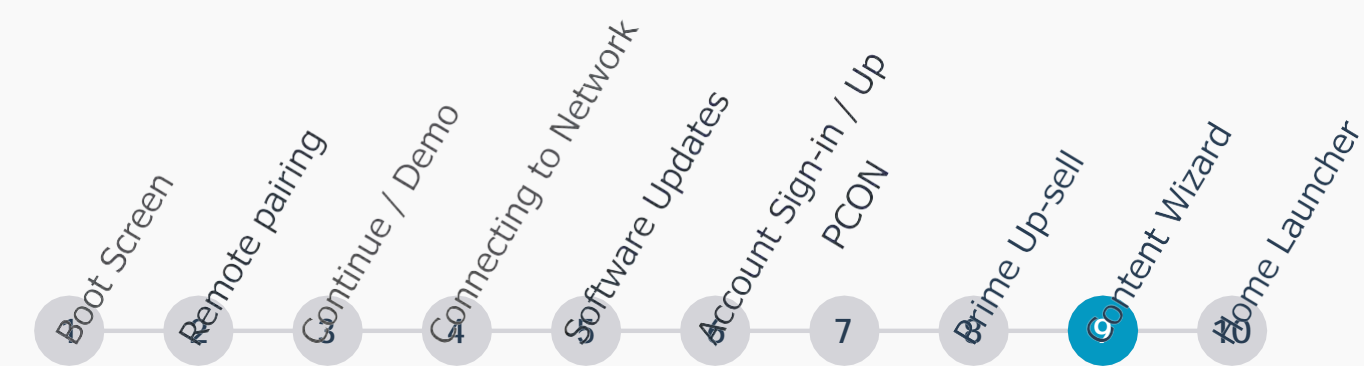 Boot Screen
1
Remote pairing
2
Continue / Demo
3
Connecting to Network
4
Software Updates
5
Account Sign-in / Up
6
PCON
7
Prime Up-sell
8
Content Wizard
9
Home Launcher
10